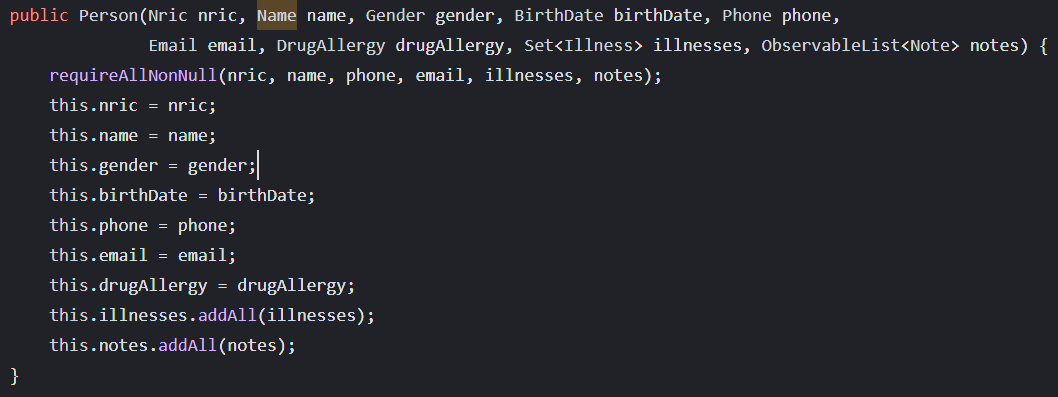 public Person(Nric nric, Name name, Gender gender, BirthDate birthDate, Phone phone,
Email email, DrugAllergy drugAllergy, Set<Illness> illnesses, ObservableList<Note> notes) {
requireAllNonNull(nric, name, phone, email, illnesses, notes);
this.nric = nric;
this.name = name;
this.gender = gender;
this.birthDate = birthDate;
this.phone = phone;
this.email = email;
this.drugAllergy = drugAllergy;
this.illnesses.addAll(illnesses);
this.notes.addAll(notes);
}